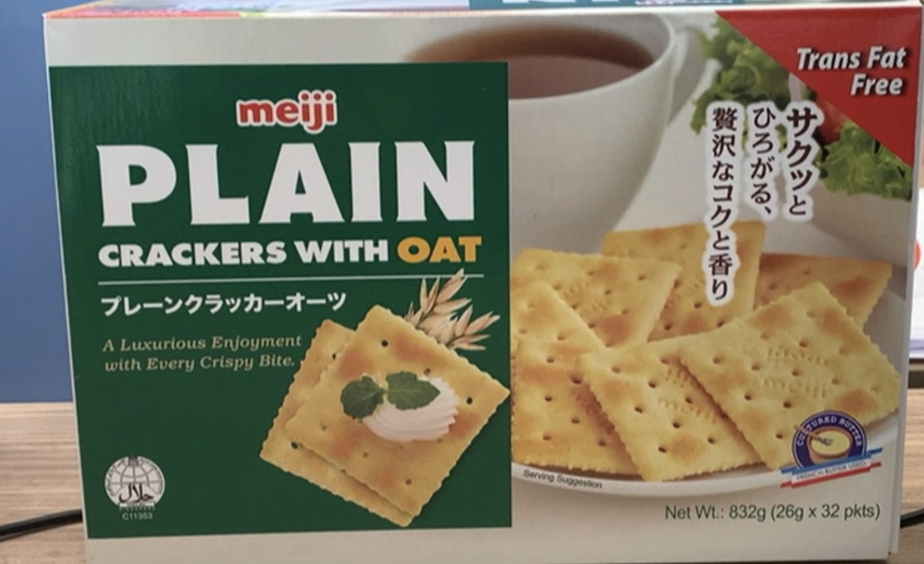 meiji
PLAIN
CRACKERS WITH OAT
プレーンクラッカーオーツ
A Luxurious Enjoyment
with Every Crispy Bite.
حلال
C11353
Trans Fat
Free
サクッと
ひろがる、
贅沢なコクと香り
meiji
CULTURED BUTTER
FRENCH BUTTER USED
Serving Suggestion
Net Wt.: 832g (26g x 32 pkts)